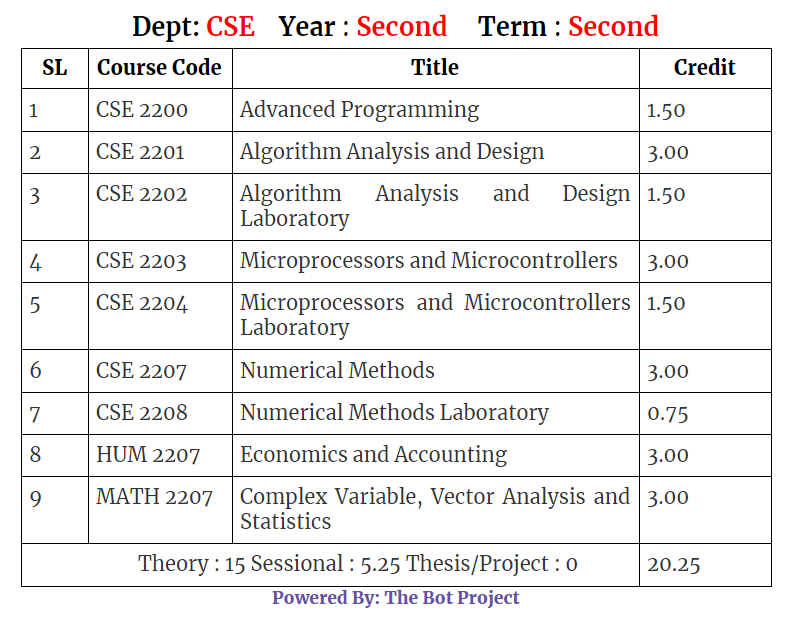 Dept: CSE Year : Second Term : Second
SL Course Code Title Credit
1 CSE 2200 Advanced Programming 1.50
2 CSE 2201 Algorithm Analysis and Design 3.00
3 CSE 2202 Algorithm Analysis and Design 1.50
Laboratory
4 CSE 2203 Microprocessors and Microcontrollers 3.00
5 CSE 2204 Microprocessors and Microcontrollers 1.50
Laboratory
6 CSE 2207 Numerical Methods 3.00
7 CSE 2208 Numerical Methods Laboratory 0.75
8 HUM 2207 Economics and Accounting 3.00
9 MATH 2207 Complex Variable, Vector Analysis and 3.00
Statistics
Theory : 15 Sessional : 5.25 Thesis/Project : 0 20.25
Powered By: The Bot Project